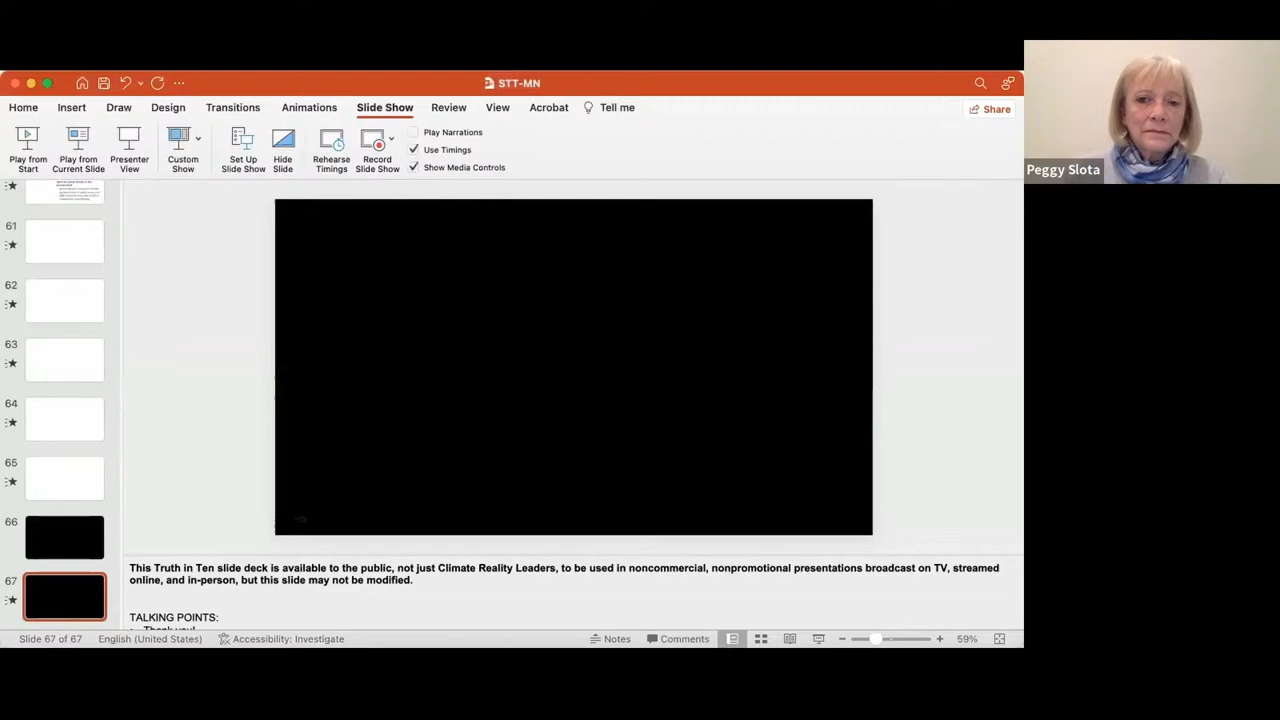 STT-MN
Home Insert Draw Design Transitions Animations Slide Show Review View Acrobat Tell me Share
Play from Start
Play from Current Slide
Presenter View
Custom Show
Set Up Slide Show
Hide Slide
Rehearse Timings
Record Slide Show
Play Narrations
Use Timings
Show Media Controls
Peggy Slota
61
62
63
64
65
66
67
This Truth in Ten slide deck is available to the public, not just Climate Reality Leaders, to be used in noncommercial, nonpromotional presentations broadcast on TV, streamed
online, and in-person, but this slide may not be modified.
TALKING POINTS:
Slide 67 of 67 English (United States) Accessibility: Investigate Notes Comments 59%